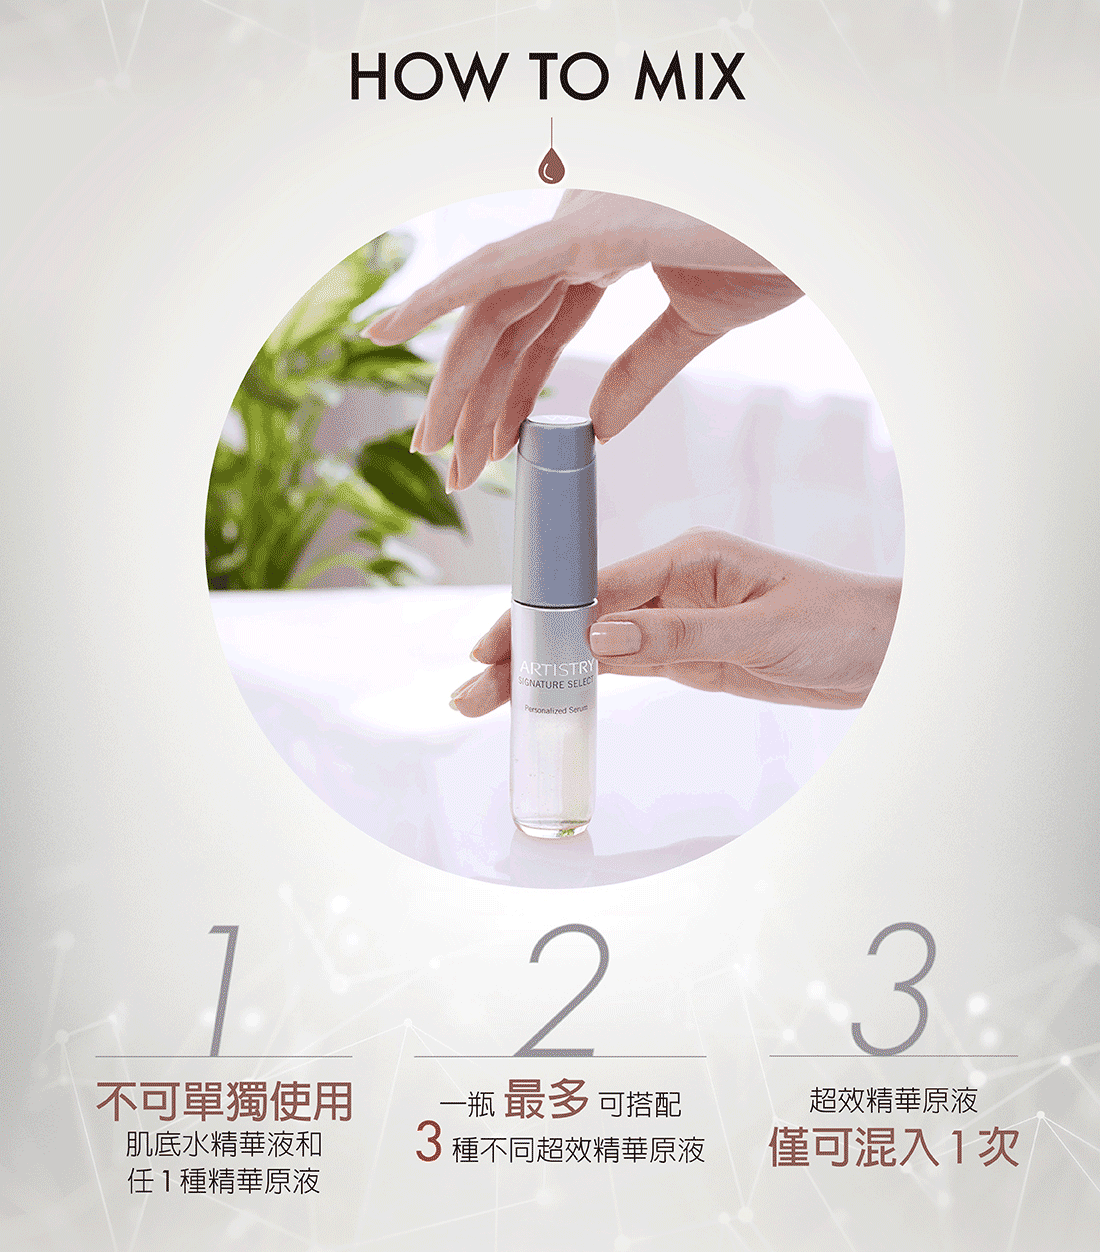 HOW TO MIX
ARTISTRY
SIGNATURE SELECT
Personalized Serum
1
不可單獨使用
肌底水精華液和
任1種精華原液
2
一瓶 最多 可搭配
3 種不同超效精華原液
3
超效精華原液
僅可混入1次